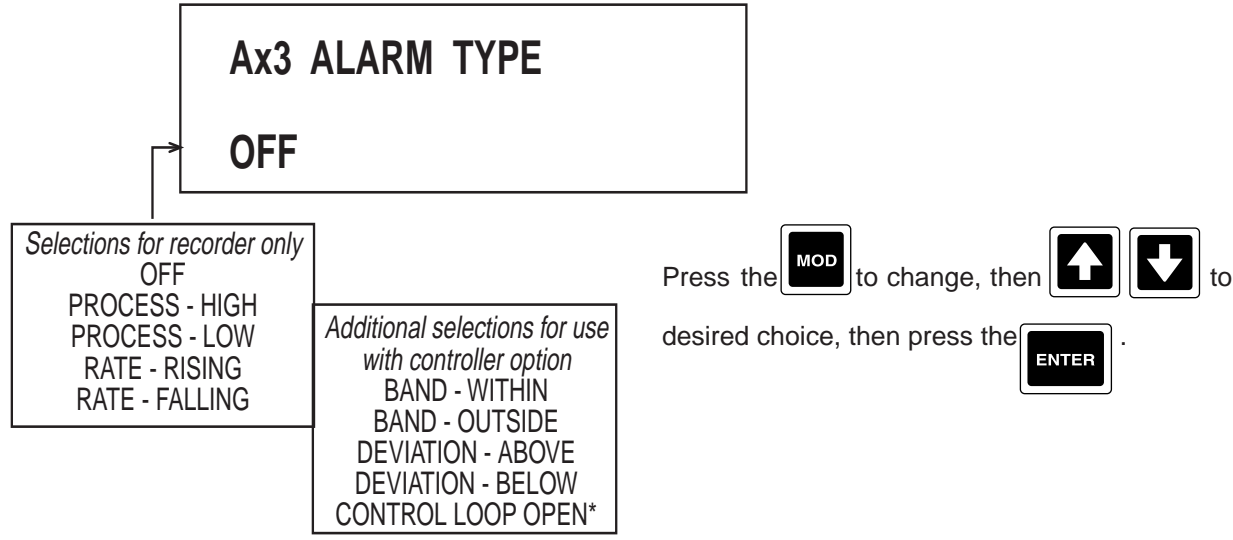 Ax3 ALARM TYPE
OFF
Selections for recorder only
OFF
PROCESS - HIGH
PROCESS - LOW
RATE - RISING
RATE - FALLING
Additional selections for use
with controller option
BAND - WITHIN
BAND - OUTSIDE
DEVIATION - ABOVE
DEVIATION - BELOW
CONTROL LOOP OPEN*
Press the MOD to change, then to
desired choice, then press the ENTER .